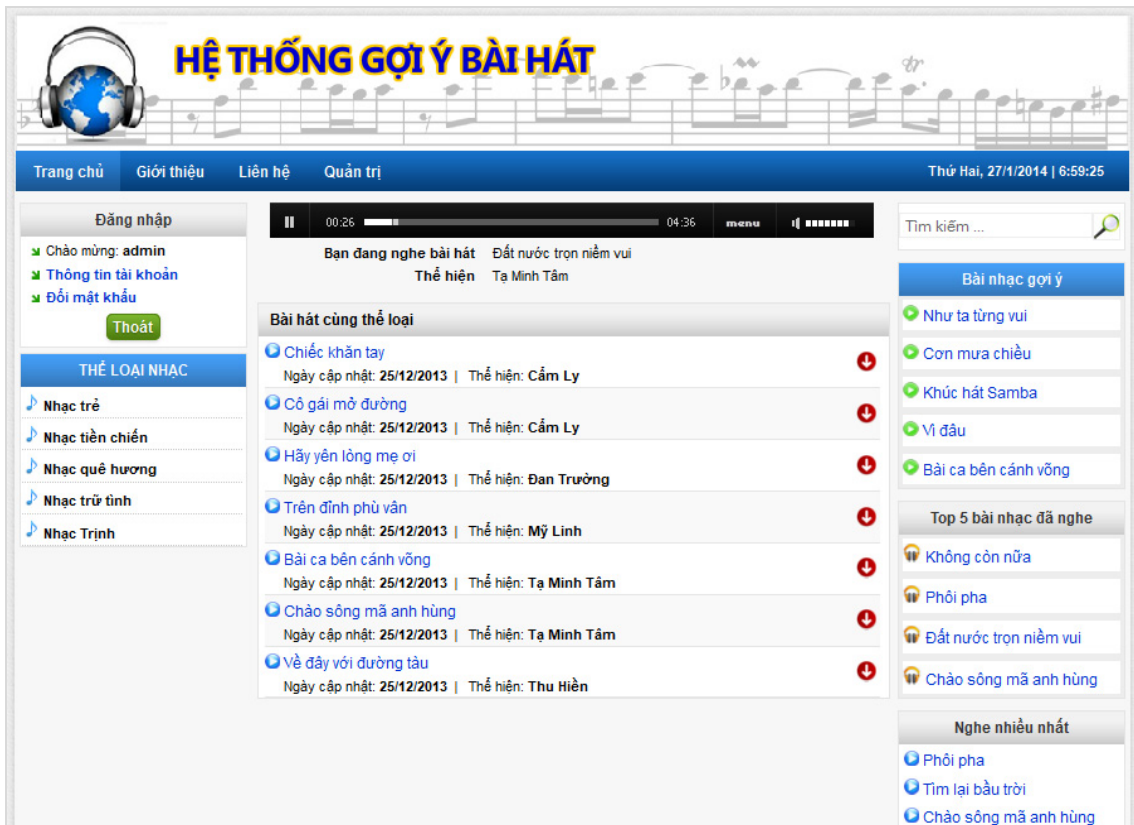 HỆ THỐNG GỢI Ý BÀI HÁT
Trang chủ Giới thiệu Liên hệ Quản trị Thứ Hai, 27/1/2014 | 6:59:25
Đăng nhập
Chào mừng: admin
Thông tin tài khoản
Đổi mật khẩu
Thoát
THỂ LOẠI NHẠC
Nhạc trẻ
Nhạc tiền chiến
Nhạc quê hương
Nhạc trữ tình
Nhạc Trịnh
00:26 04:36 menu
Bạn đang nghe bài hát Đất nước trọn niềm vui
Thể hiện Tạ Minh Tâm
Bài hát cùng thể loại
Chiếc khăn tay
Ngày cập nhật: 25/12/2013 | Thể hiện: Cẩm Ly
Cô gái mở đường
Ngày cập nhật: 25/12/2013 | Thể hiện: Cẩm Ly
Hãy yên lòng mẹ ơi
Ngày cập nhật: 25/12/2013 | Thể hiện: Đan Trường
Trên đỉnh phù vân
Ngày cập nhật: 25/12/2013 | Thể hiện: Mỹ Linh
Bài ca bên cánh võng
Ngày cập nhật: 25/12/2013 | Thể hiện: Tạ Minh Tâm
Chào sông mã anh hùng
Ngày cập nhật: 25/12/2013 | Thể hiện: Tạ Minh Tâm
Về đây với đường tàu
Ngày cập nhật: 25/12/2013 | Thể hiện: Thu Hiền
Tìm kiếm ...
Bài nhạc gợi ý
Như ta từng vui
Cơn mưa chiều
Khúc hát Samba
Vì đâu
Bài ca bên cánh võng
Top 5 bài nhạc đã nghe
Không còn nữa
Phôi pha
Đất nước trọn niềm vui
Chào sông mã anh hùng
Nghe nhiều nhất
Phôi pha
Tìm lại bầu trời
Chào sông mã anh hùng